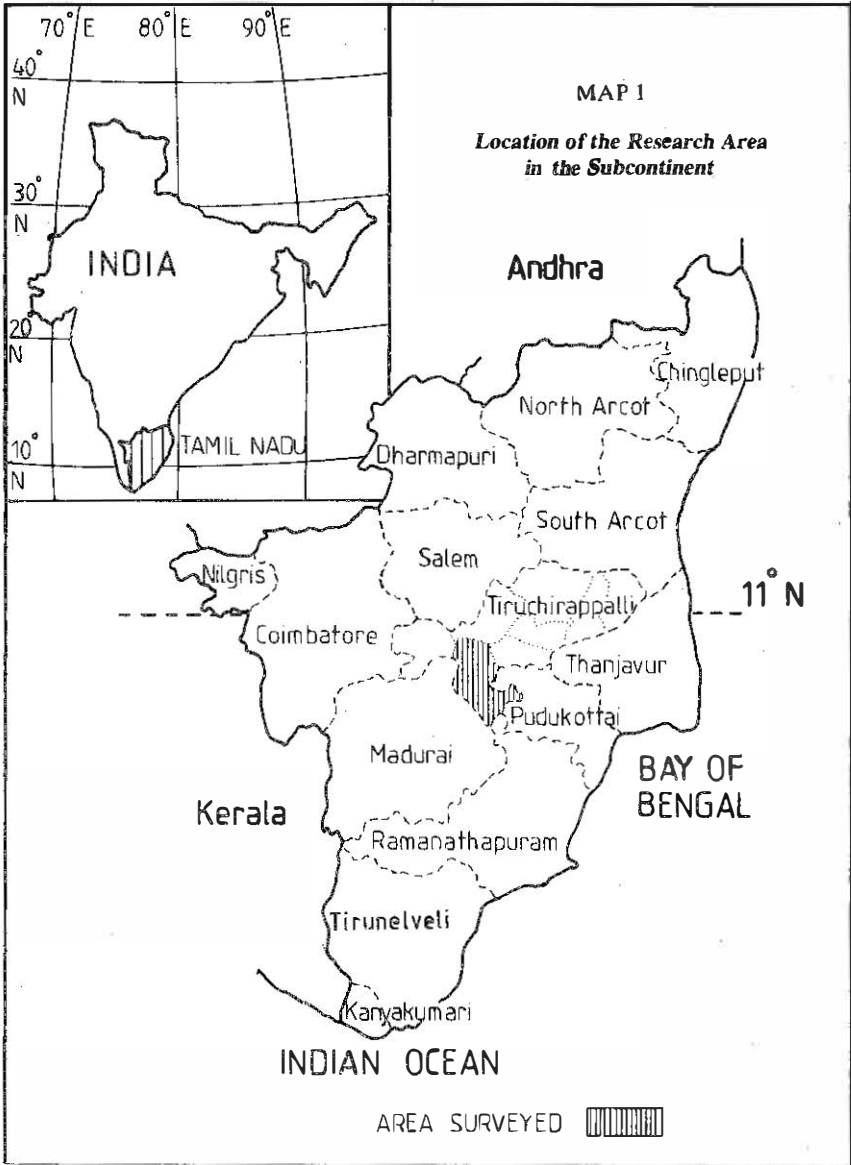 70°E 80°E 90°E
40°
N
30°
N
INDIA
20
N
TAMIL NADU
10°
N
MAP 1
Location of the Research Area
in the Subcontinent
Andhra
Chingleput
North Arcot
Dharmapuri
South Arcot
Salem
Nilgris
Tiruchirappalli
11°N
Coimbatore
Thanjavur
Pudukottai
Madurai
BAY OF
BENGAL
Kerala
Ramanathapuram
Tirunelveli
Kanyakumari
INDIAN OCEAN
AREA SURVEYED